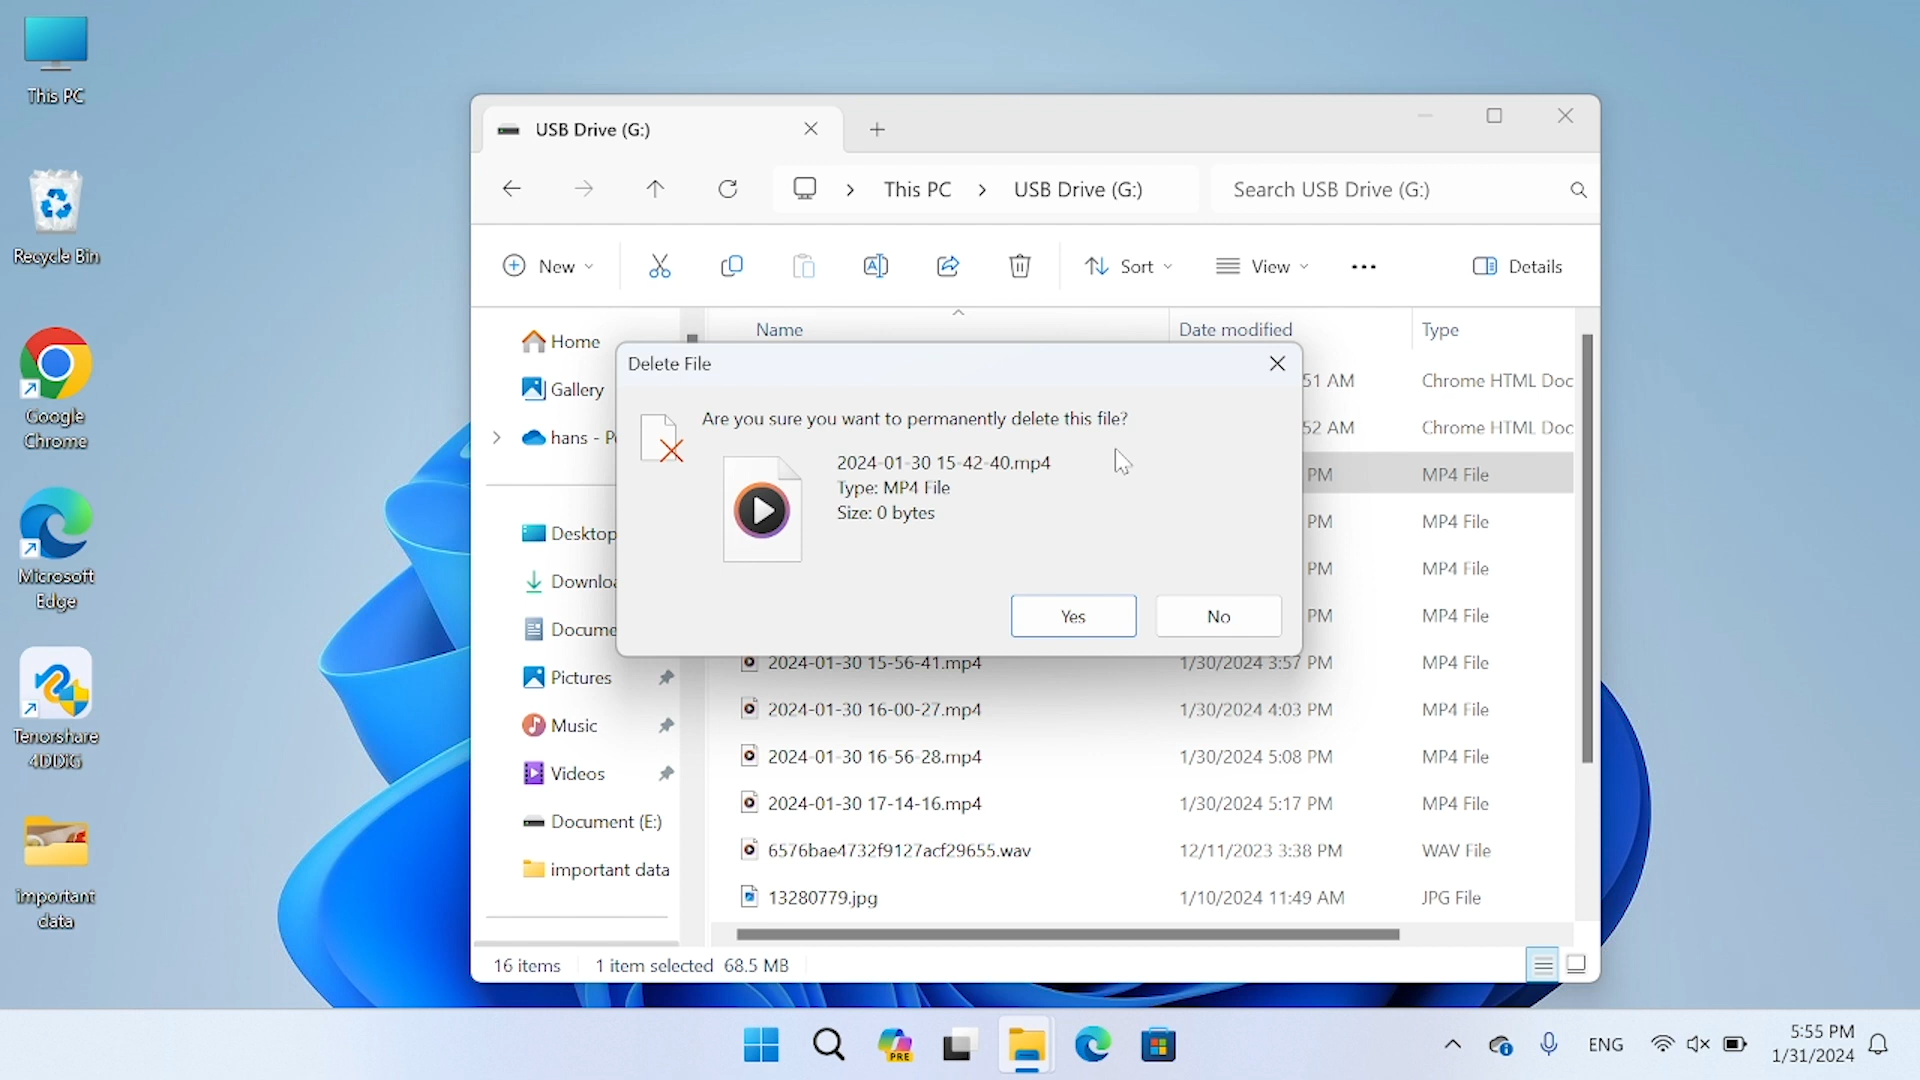 This PC
Recycle Bin
Google
Chrome
Microsoft
Edge
Tenorshare
4DDiG
important
data
USB Drive (G:)
This PC
USB Drive (G:)
Search USB Drive (G:)
New
Sort
View
Details
Home
Gallery
hans - P
Desktop
Downlo
Docume
Pictures
Music
Videos
Document (E:)
important data
Name
Date modified
Type
51 AM
Chrome HTML Doc
52 AM
Chrome HTML Doc
PM
MP4 File
PM
MP4 File
PM
MP4 File
PM
MP4 File
Delete File
Are you sure you want to permanently delete this file?
2024-01-30 15-42-40.mp4
Type: MP4 File
Size: 0 bytes
Yes
No
2024-01-30 15-56-41.mp4
1/30/2024 3:57 PM
MP4 File
2024-01-30 16-00-27.mp4
1/30/2024 4:03 PM
MP4 File
2024-01-30 16-56-28.mp4
1/30/2024 5:08 PM
MP4 File
2024-01-30 17-14-16.mp4
1/30/2024 5:17 PM
MP4 File
6576bae4732f9127acf29655.wav
12/11/2023 3:38 PM
WAV File
13280779.jpg
1/10/2024 11:49 AM
JPG File
16 items
1 item selected 68.5 MB
PRE
ENG
5:55 PM
1/31/2024